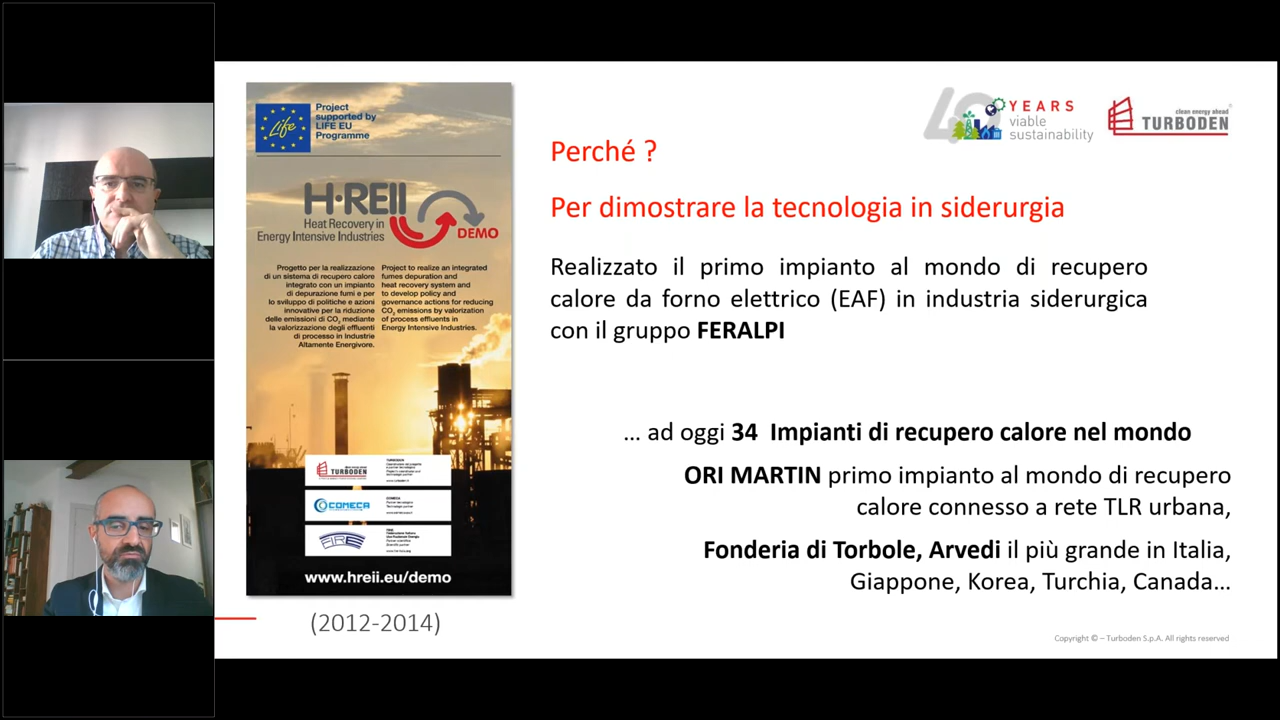 Project
supported by
LIFE EU
Programme
Life
H-REII
Heat Recovery in
Energy Intensive Industries
DEMO
Progetto per la realizzazione
di un sistema di recupero calore
integrato con un impianto
di depurazione fumi e per
lo sviluppo di politiche e azioni
innovative per la riduzione
delle emissioni di CO₂ mediante
la valorizzazione degli effluenti
di processo in Industrie
Altamente Energivore.
Project to realize an integrated
fumes depuration and
heat recovery system and
to develop policy and
governance actions for reducing
CO₂ emissions by valorization
of process effluents in
Energy Intensive Industries.
TURBODEN
TURBODEN
COMECA
COMECA
FIRE
www.hreii.eu/demo
(2012-2014)
40 YEARS
viable
sustainability
clean energy ahead
TURBODEN
Perché ?
Per dimostrare la tecnologia in siderurgia
Realizzato il primo impianto al mondo di recupero
calore da forno elettrico (EAF) in industria siderurgica
con il gruppo FERALPI
... ad oggi 34 Impianti di recupero calore nel mondo
ORI MARTIN primo impianto al mondo di recupero
calore connesso a rete TLR urbana,
Fonderia di Torbole, Arvedi il più grande in Italia,
Giappone, Korea, Turchia, Canada...
Copyright © – Turboden S.p.A. All rights reserved